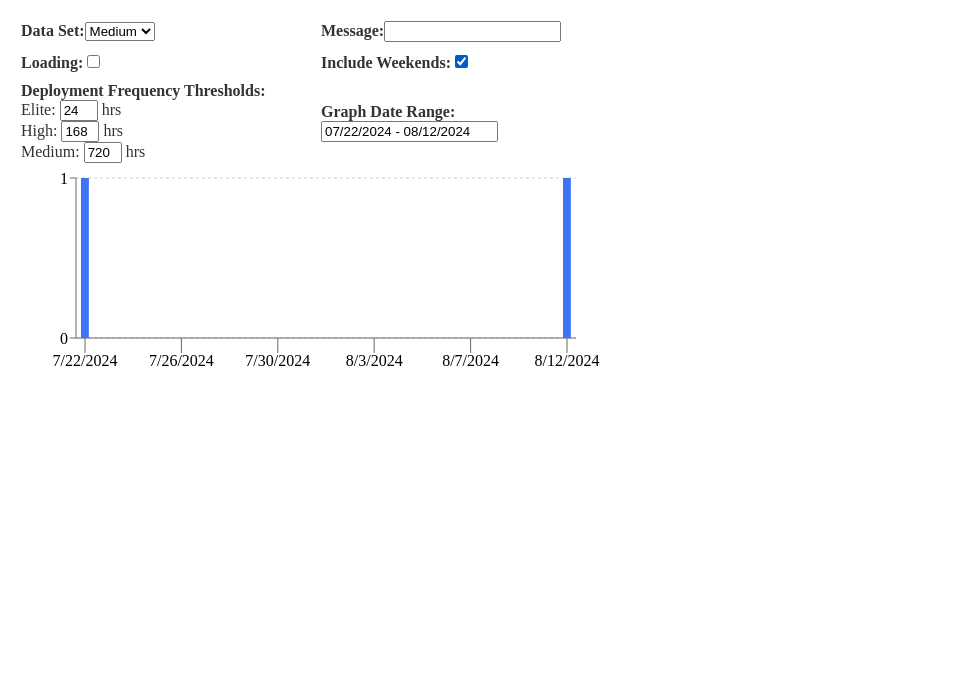 Data Set: Medium
Message:
Loading:
Include Weekends:
Deployment Frequency Thresholds:
Elite: 24 hrs
High: 168 hrs
Medium: 720 hrs
Graph Date Range:
07/22/2024 - 08/12/2024
1
0
7/22/2024 7/26/2024 7/30/2024 8/3/2024 8/7/2024 8/12/2024